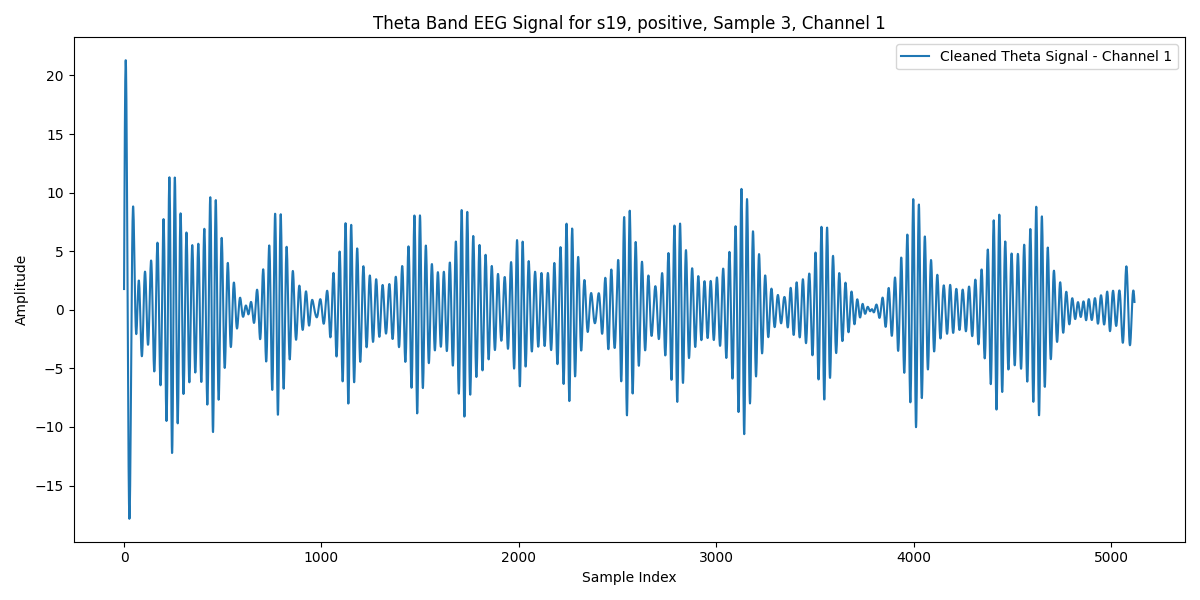 Theta Band EEG Signal for s19, positive, Sample 3, Channel 1
Cleaned Theta Signal - Channel 1
Amplitude
20
15
10
5
0
−5
−10
−15
0 1000 2000 3000 4000 5000
Sample Index